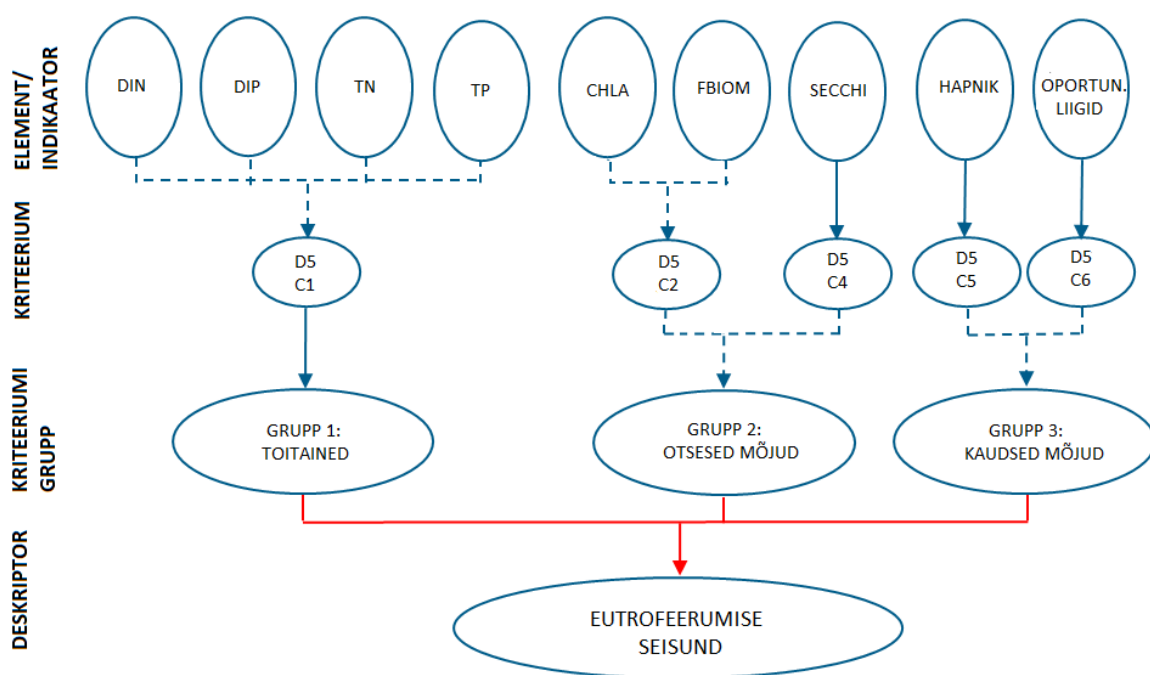 ELEMENT/
INDIKAATOR
DIN
DIP
TN
TP
CHLA
FBIOM
SECCHI
HAPNIK
OPORTUN.
LIIGID
KRITEERIUM
D5
C1
D5
C2
D5
C4
D5
C5
D5
C6
KRITEERIUMI
GRUPP
GRUPP 1:
TOITAINED
GRUPP 2:
OTSESED MÕJUD
GRUPP 3:
KAUDSED MÕJUD
DESKRIPTOR
EUTROFEERUMISE
SEISUND